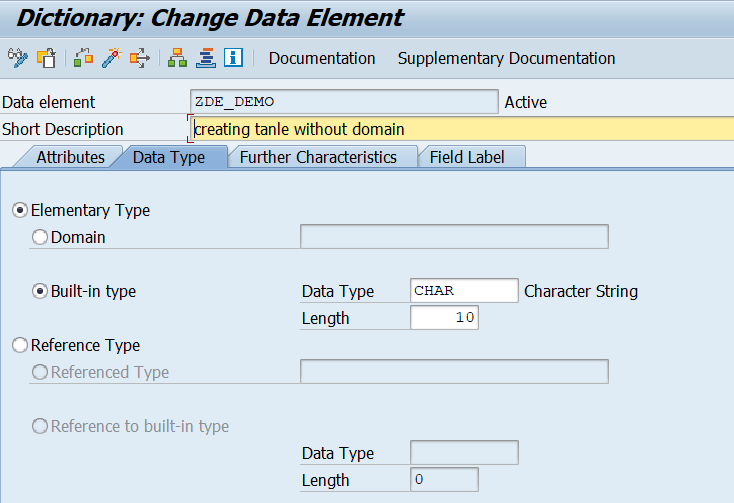 Dictionary: Change Data Element
Documentation Supplementary Documentation
Data element ZDE_DEMO Active
Short Description creating tanle without domain
Attributes Data Type Further Characteristics Field Label
Elementary Type
Domain
Built-in type Data Type CHAR Character String
Length 10
Reference Type
Referenced Type
Reference to built-in type
Data Type
Length 0